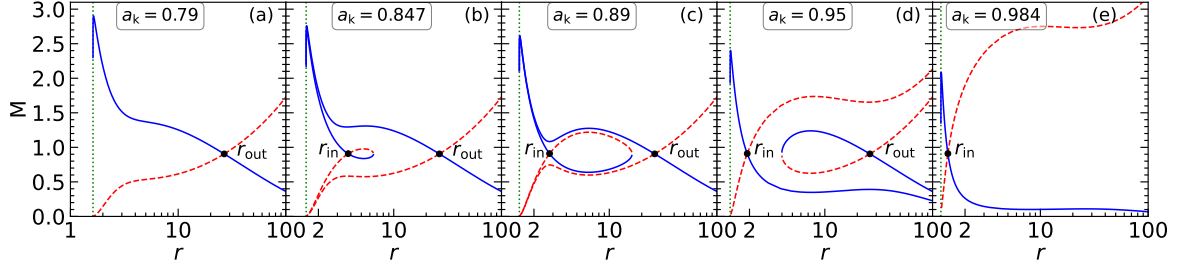 a_k = 0.79 (a) a_k = 0.847 (b) a_k = 0.89 (c) a_k = 0.95 (d) a_k = 0.984 (e)
3.0
2.5
2.0
M
1.5
1.0
0.5
0.0
r_out r_in r_out r_in r_out r_in r_out r_in
1 10 100 2 10 100 2 10 100 2 10 100 2 10 100
r r r r r